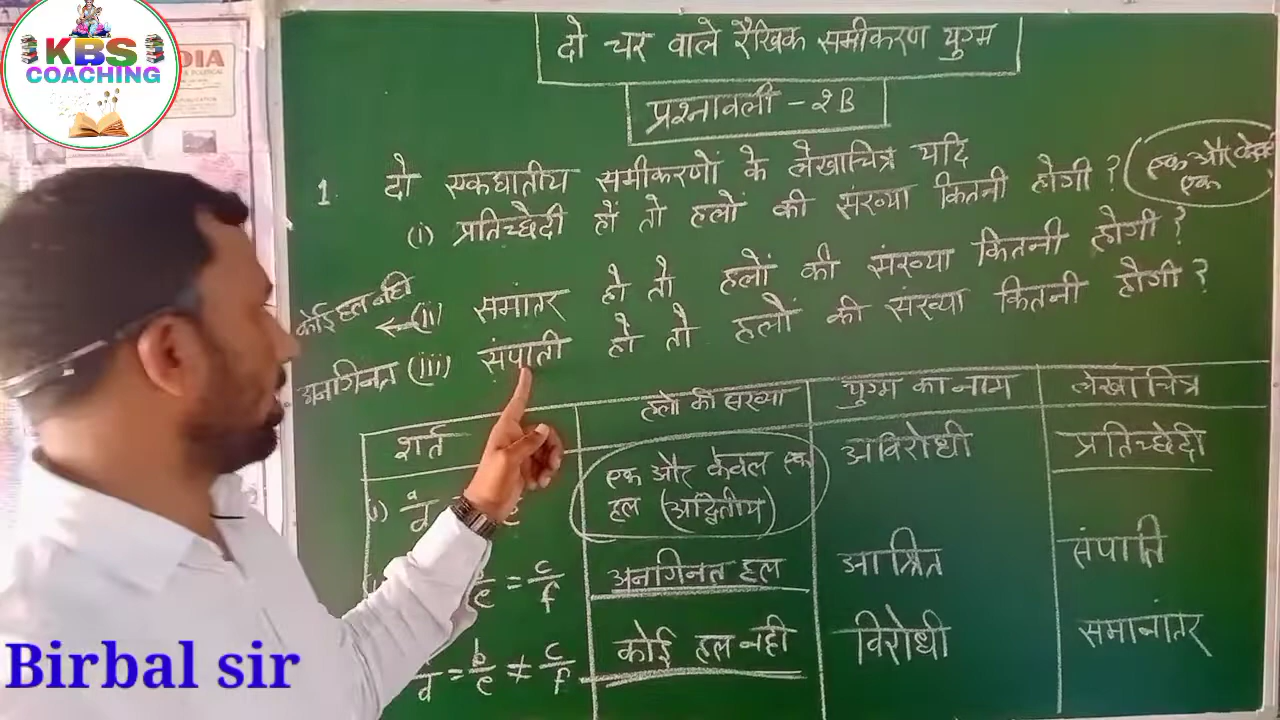 KBS
COACHING
DIA
दो चर वाले रैखिक समीकरण युग्म
प्रश्नावली - २B
1. दो एकघातीय समीकरणों के लेखाचित्र यदि
(i) प्रतिच्छेदी हों तो हलों की संख्या कितनी होगी ?
एक और केवल
एक
कोई हल नही ← (ii) समांतर हो तो हलों की संख्या कितनी होगी ?
अनगिनत (iii) संपाती हो तो हलों की संख्या कितनी होगी ?
शर्त हलो की संख्या युग्म का नाम लेखाचित्र
(i) a/d एक और केवल एक हल (अद्वितीय) अविरोधी प्रतिच्छेदी
b/e = c/f अनगिनत हल आश्रित संपाति
d = b/e ≠ c/f कोई हल नही विरोधी समानांतर
Birbal sir